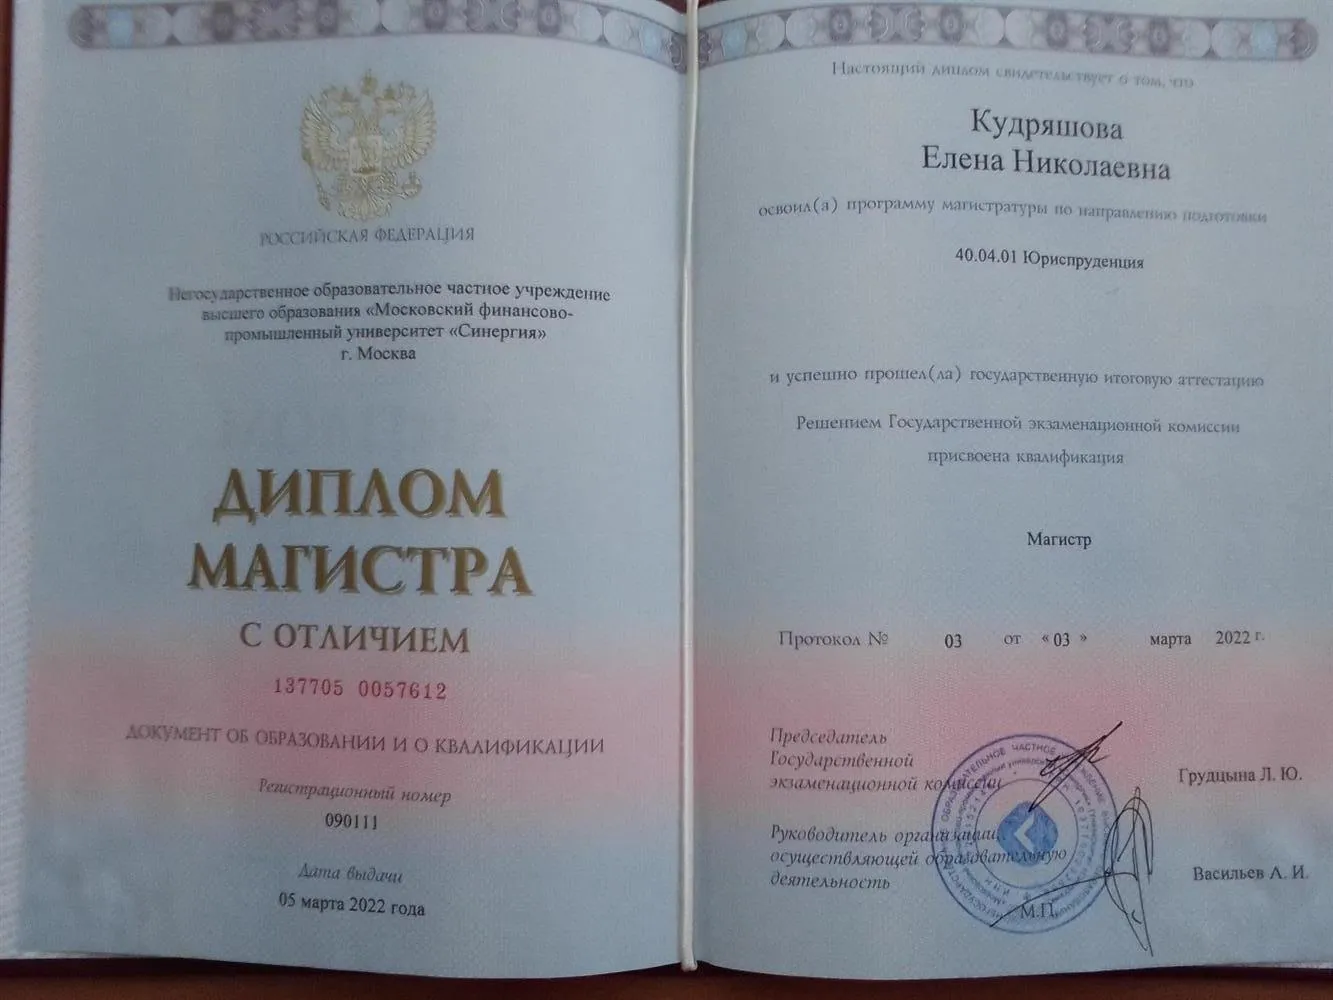 РОССИЙСКАЯ ФЕДЕРАЦИЯ
Негосударственное образовательное частное учреждение
высшего образования «Московский финансово-
промышленный университет «Синергия»
г. Москва
ДИПЛОМ
МАГИСТРА
С ОТЛИЧИЕМ
137705 0057612
ДОКУМЕНТ ОБ ОБРАЗОВАНИИ И О КВАЛИФИКАЦИИ
Регистрационный номер
090111
Дата выдачи
05 марта 2022 года
Настоящий диплом свидетельствует о том, что
Кудряшова
Елена Николаевна
освоил(а) программу магистратуры по направлению подготовки
40.04.01 Юриспруденция
и успешно прошел(ла) государственную итоговую аттестацию
Решением Государственной экзаменационной комиссии
присвоена квалификация
Магистр
Протокол № 03 от «03» марта 2022 г.
Председатель
Государственной
экзаменационной комиссии
Грудцына Л. Ю.
Руководитель организации,
осуществляющей образовательную
деятельность
Васильев А. И.
М.П.